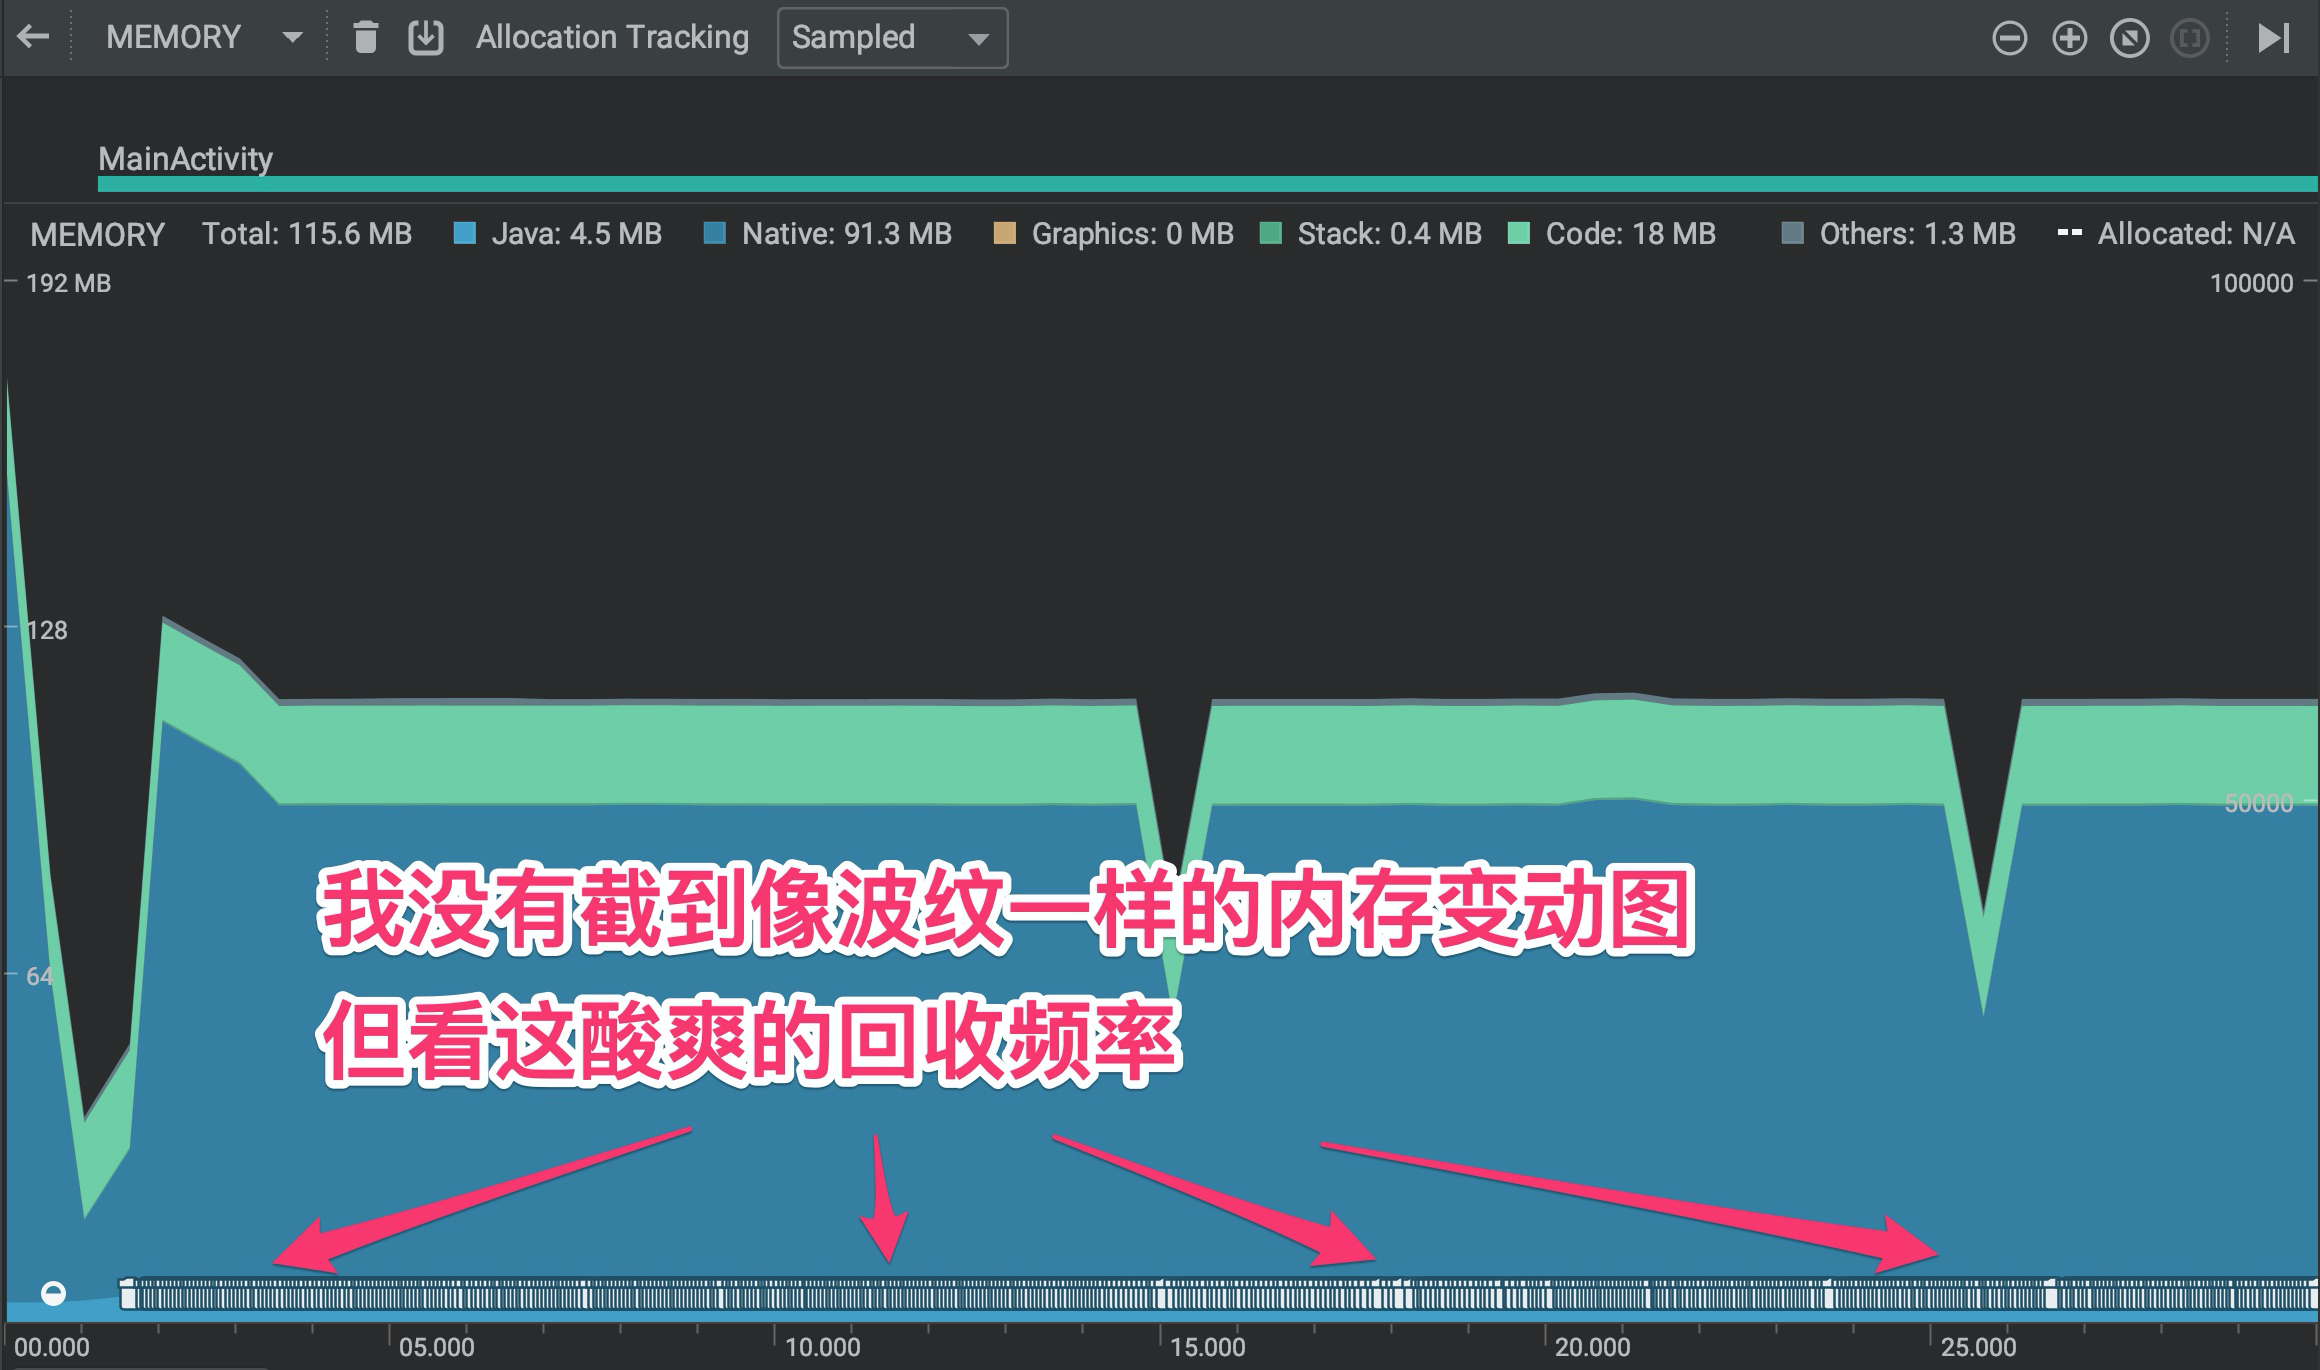 MEMORY Allocation Tracking Sampled
MainActivity
MEMORY Total: 115.6 MB Java: 4.5 MB Native: 91.3 MB Graphics: 0 MB Stack: 0.4 MB Code: 18 MB Others: 1.3 MB -- Allocated: N/A
192 MB 100000
128
50000
我没有截到像波纹一样的内存变动图
64
但看这酸爽的回收频率
00.000 05.000 10.000 15.000 20.000 25.000